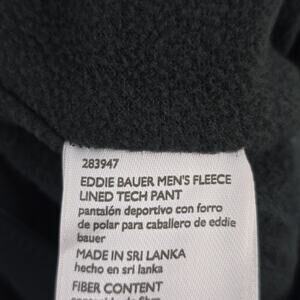 283947
EDDIE BAUER MEN'S FLEECE
LINED TECH PANT
pantalón deportivo con forro
de polar para caballero de eddie
bauer
MADE IN SRI LANKA
hecho en sri lanka
FIBER CONTENT